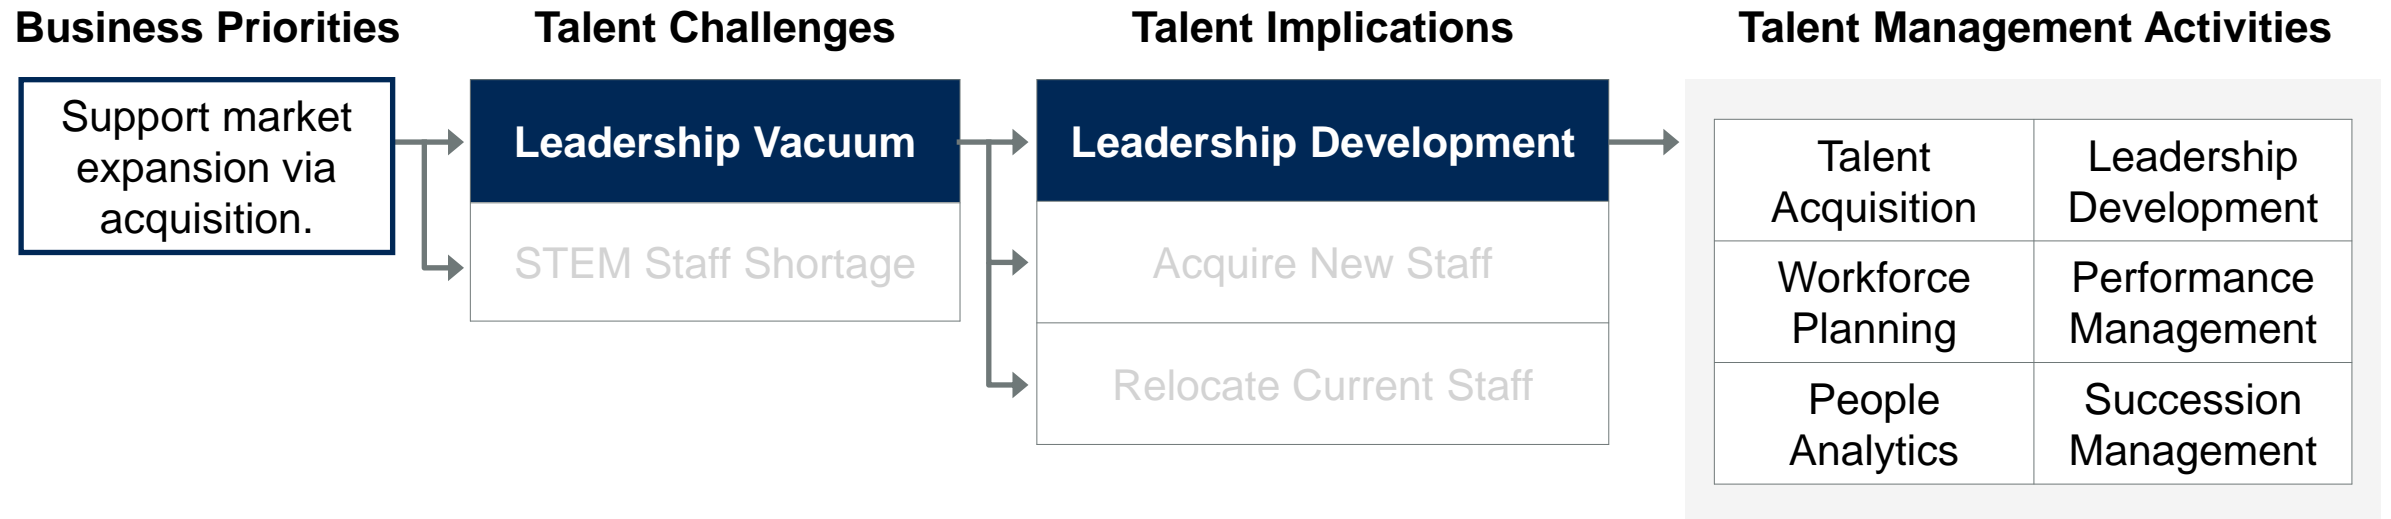 Business Priorities
Talent Challenges
Talent Implications
Talent Management Activities
Support market
expansion via
acquisition.
Leadership Vacuum
STEM Staff Shortage
Leadership Development
Acquire New Staff
Relocate Current Staff
Talent
Acquisition
Leadership
Development
Workforce
Planning
Performance
Management
People
Analytics
Succession
Management